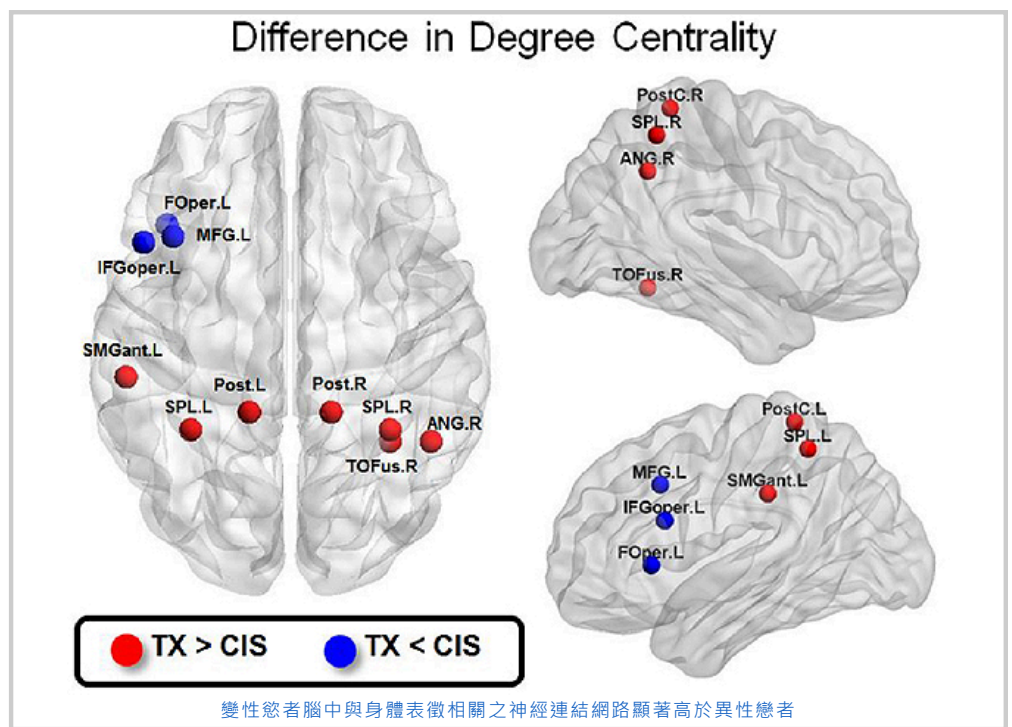 Difference in Degree Centrality
FOper.L
MFG.L
IFGoper.L
SMGant.L
Post.L
Post.R
SPL.L
SPL.R
ANG.R
TOFus.R
PostC.R
SPL.R
ANG.R
TOFus.R
PostC.L
SPL.L
MFG.L
SMGant.L
IFGoper.L
FOper.L
TX > CIS
TX < CIS
變性慾者腦中與身體表徵相關之神經連結網路顯著高於異性戀者